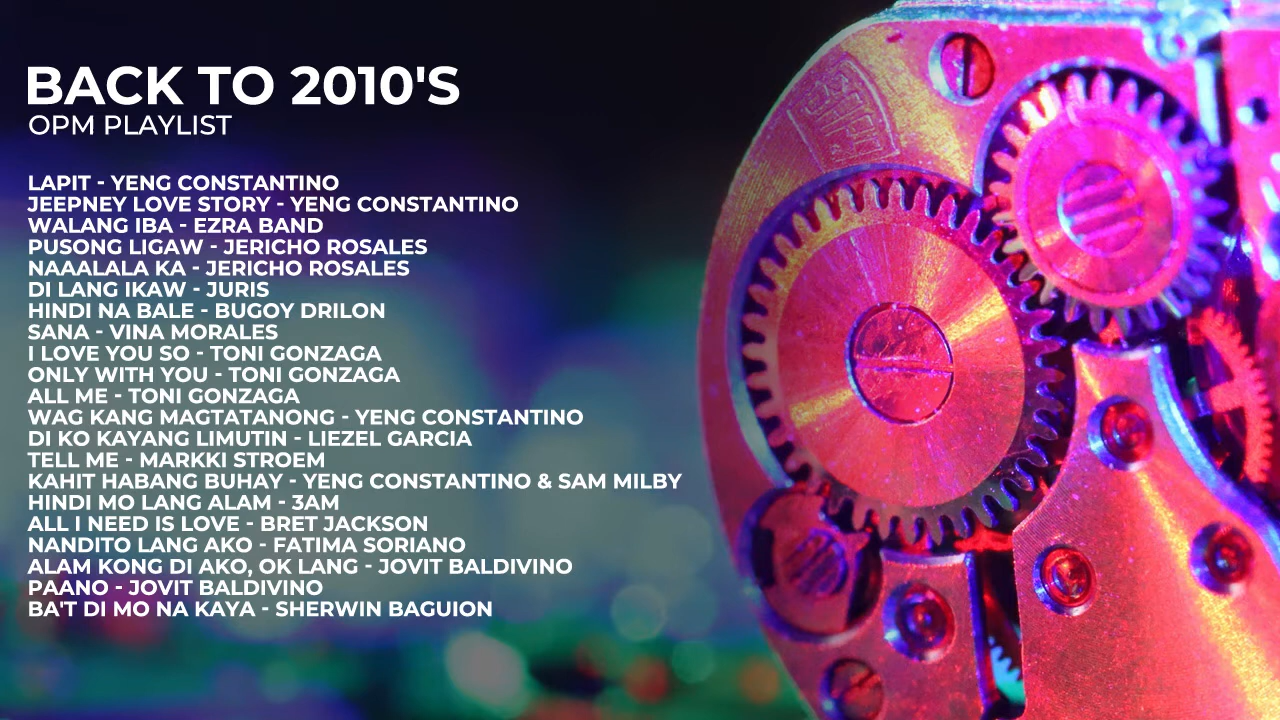 BACK TO 2010'S
OPM PLAYLIST
LAPIT - YENG CONSTANTINO
JEEPNEY LOVE STORY - YENG CONSTANTINO
WALANG IBA - EZRA BAND
PUSONG LIGAW - JERICHO ROSALES
NAAALALA KA - JERICHO ROSALES
DI LANG IKAW - JURIS
HINDI NA BALE - BUGOY DRILON
SANA - VINA MORALES
I LOVE YOU SO - TONI GONZAGA
ONLY WITH YOU - TONI GONZAGA
ALL ME - TONI GONZAGA
WAG KANG MAGTATANONG - YENG CONSTANTINO
DI KO KAYANG LIMUTIN - LIEZEL GARCIA
TELL ME - MARKKI STROEM
KAHIT HABANG BUHAY - YENG CONSTANTINO & SAM MILBY
HINDI MO LANG ALAM - 3AM
ALL I NEED IS LOVE - BRET JACKSON
NANDITO LANG AKO - FATIMA SORIANO
ALAM KONG DI AKO, OK LANG - JOVIT BALDIVINO
PAANO - JOVIT BALDIVINO
BA'T DI MO NA KAYA - SHERWIN BAGUION